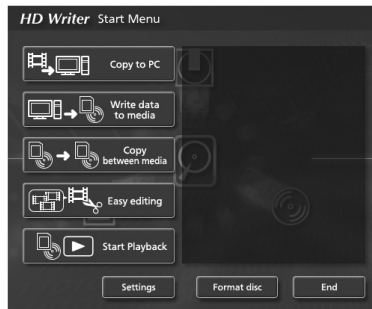 HD Writer Start Menu
Copy to PC
Write data
to media
Copy
between media
Easy editing
Start Playback
Settings
Format disc
End